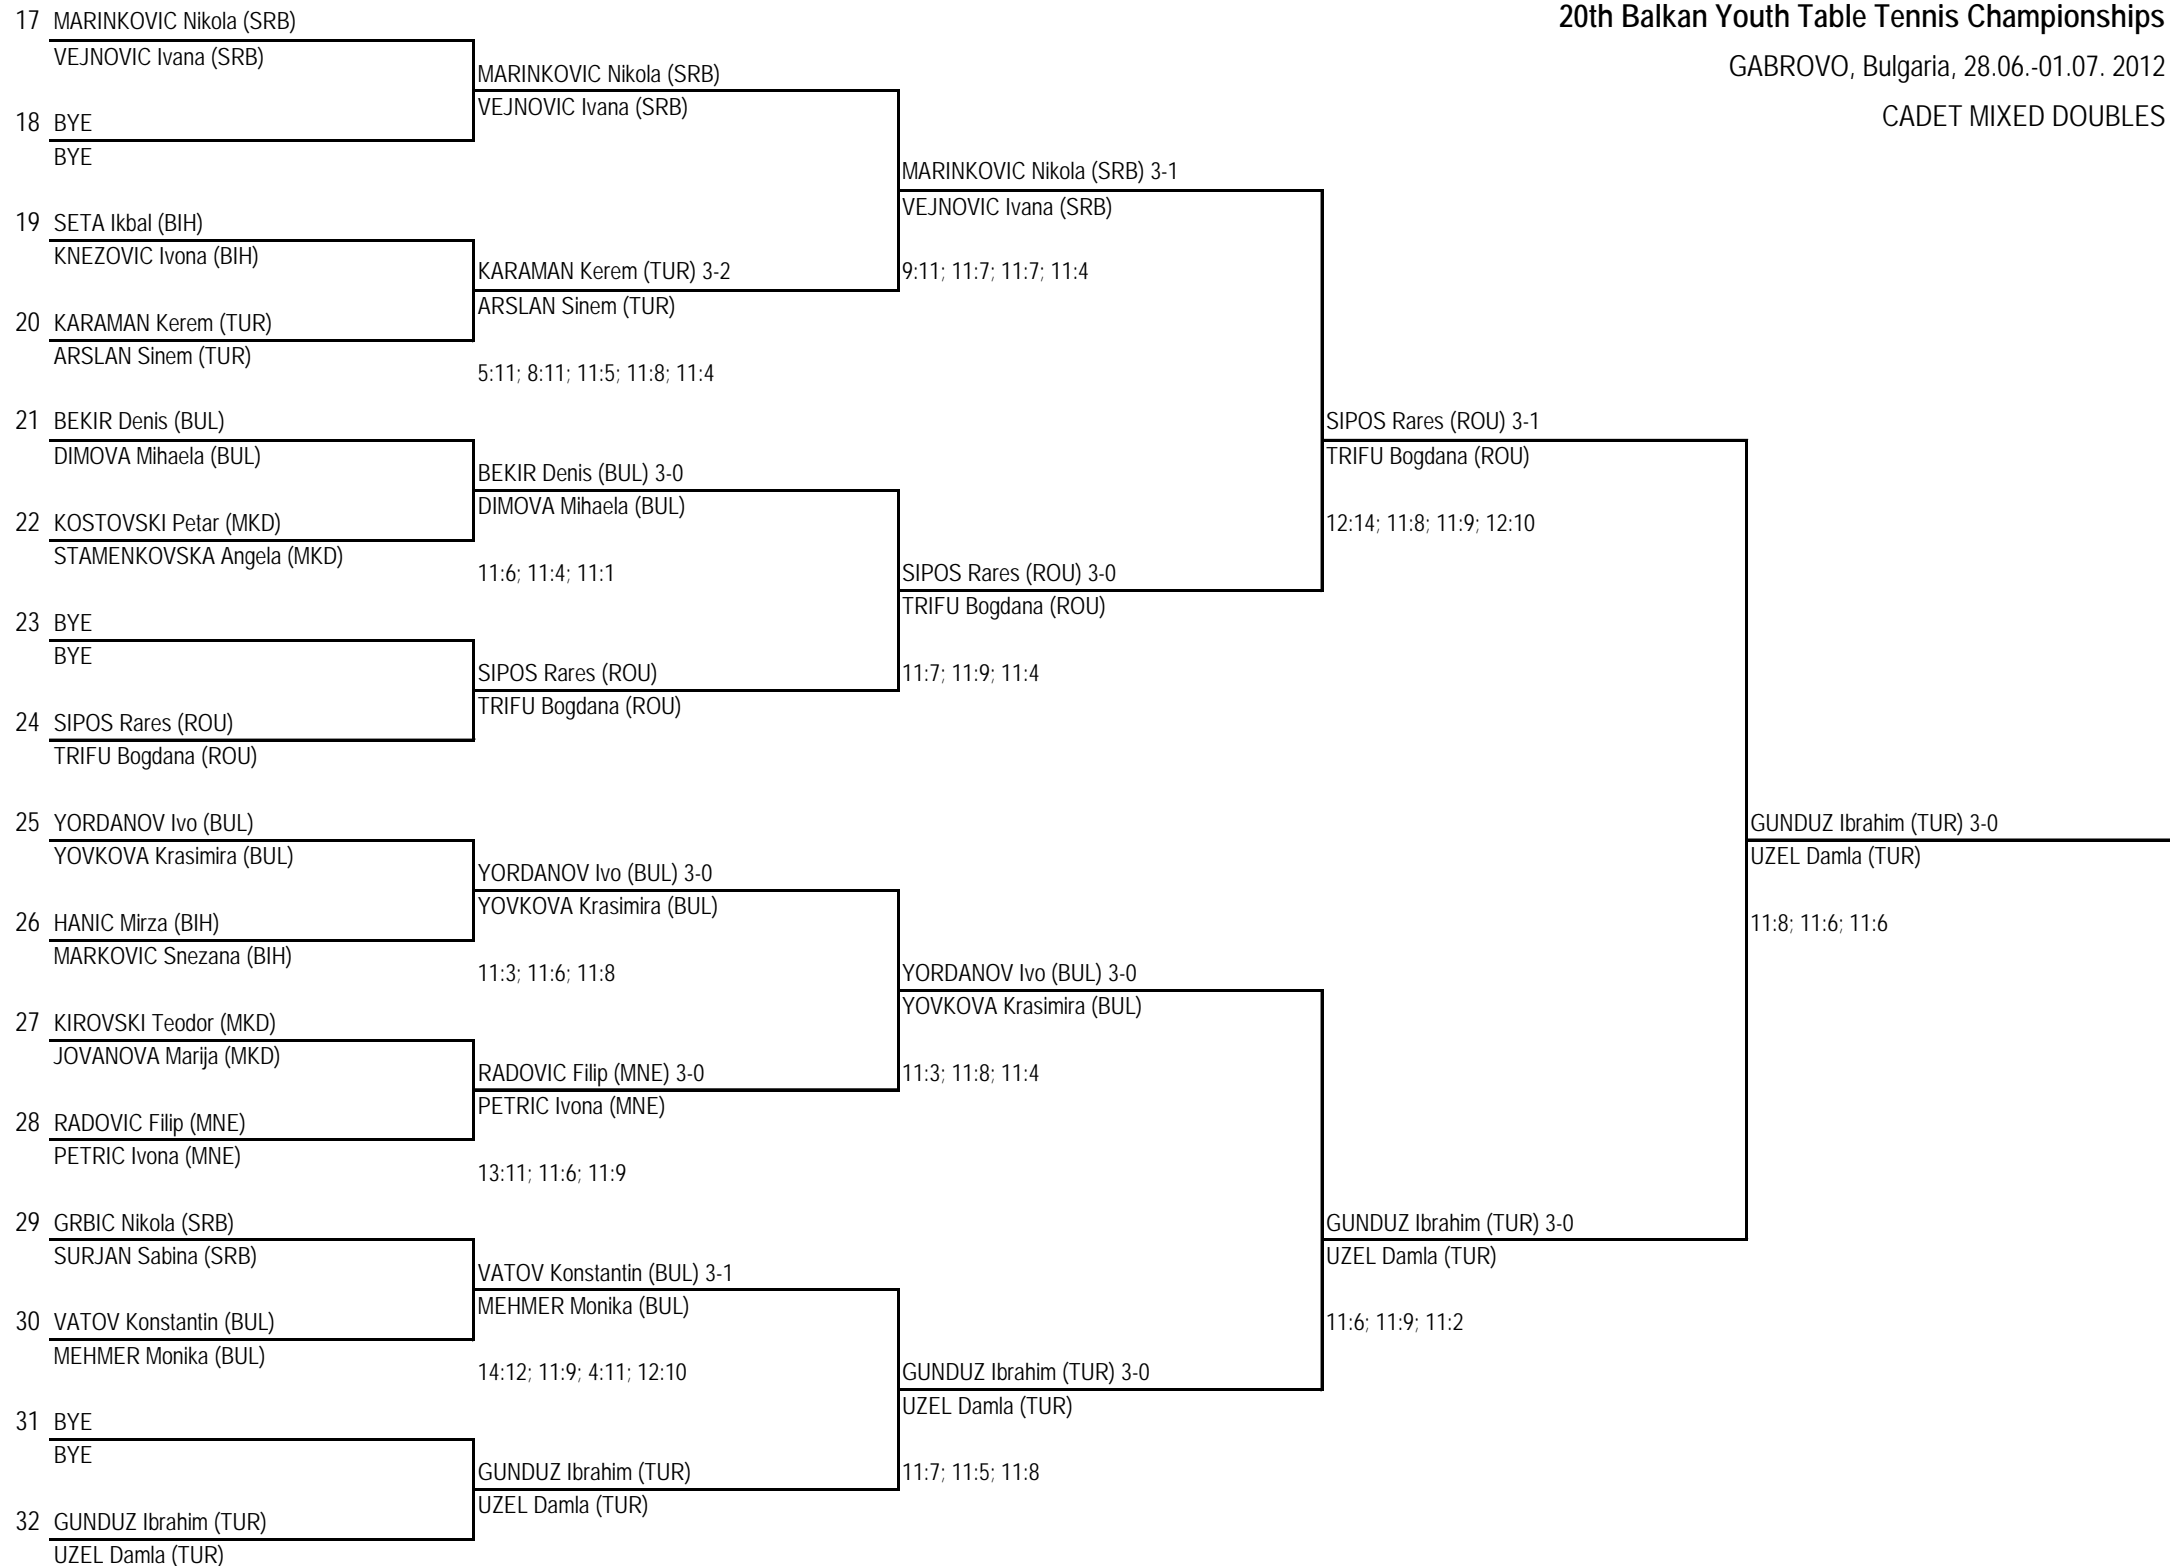 20th Balkan Youth Table Tennis Championships
GABROVO, Bulgaria, 28.06.-01.07. 2012
CADET MIXED DOUBLES
17 MARINKOVIC Nikola (SRB)
VEJNOVIC Ivana (SRB)
18 BYE
BYE
19 SETA Ikbal (BIH)
KNEZOVIC Ivona (BIH)
20 KARAMAN Kerem (TUR)
ARSLAN Sinem (TUR)
21 BEKIR Denis (BUL)
DIMOVA Mihaela (BUL)
22 KOSTOVSKI Petar (MKD)
STAMENKOVSKA Angela (MKD)
23 BYE
BYE
24 SIPOS Rares (ROU)
TRIFU Bogdana (ROU)
25 YORDANOV Ivo (BUL)
YOVKOVA Krasimira (BUL)
26 HANIC Mirza (BIH)
MARKOVIC Snezana (BIH)
27 KIROVSKI Teodor (MKD)
JOVANOVA Marija (MKD)
28 RADOVIC Filip (MNE)
PETRIC Ivona (MNE)
29 GRBIC Nikola (SRB)
SURJAN Sabina (SRB)
30 VATOV Konstantin (BUL)
MEHMER Monika (BUL)
31 BYE
BYE
32 GUNDUZ Ibrahim (TUR)
UZEL Damla (TUR)
MARINKOVIC Nikola (SRB)
VEJNOVIC Ivana (SRB)
KARAMAN Kerem (TUR) 3-2
ARSLAN Sinem (TUR)
5:11; 8:11; 11:5; 11:8; 11:4
BEKIR Denis (BUL) 3-0
DIMOVA Mihaela (BUL)
11:6; 11:4; 11:1
SIPOS Rares (ROU)
TRIFU Bogdana (ROU)
YORDANOV Ivo (BUL) 3-0
YOVKOVA Krasimira (BUL)
11:3; 11:6; 11:8
RADOVIC Filip (MNE) 3-0
PETRIC Ivona (MNE)
13:11; 11:6; 11:9
VATOV Konstantin (BUL) 3-1
MEHMER Monika (BUL)
14:12; 11:9; 4:11; 12:10
GUNDUZ Ibrahim (TUR)
UZEL Damla (TUR)
MARINKOVIC Nikola (SRB) 3-1
VEJNOVIC Ivana (SRB)
9:11; 11:7; 11:7; 11:4
SIPOS Rares (ROU) 3-0
TRIFU Bogdana (ROU)
11:7; 11:9; 11:4
YORDANOV Ivo (BUL) 3-0
YOVKOVA Krasimira (BUL)
11:3; 11:8; 11:4
GUNDUZ Ibrahim (TUR) 3-0
UZEL Damla (TUR)
11:7; 11:5; 11:8
SIPOS Rares (ROU) 3-1
TRIFU Bogdana (ROU)
12:14; 11:8; 11:9; 12:10
GUNDUZ Ibrahim (TUR) 3-0
UZEL Damla (TUR)
11:6; 11:9; 11:2
GUNDUZ Ibrahim (TUR) 3-0
UZEL Damla (TUR)
11:8; 11:6; 11:6